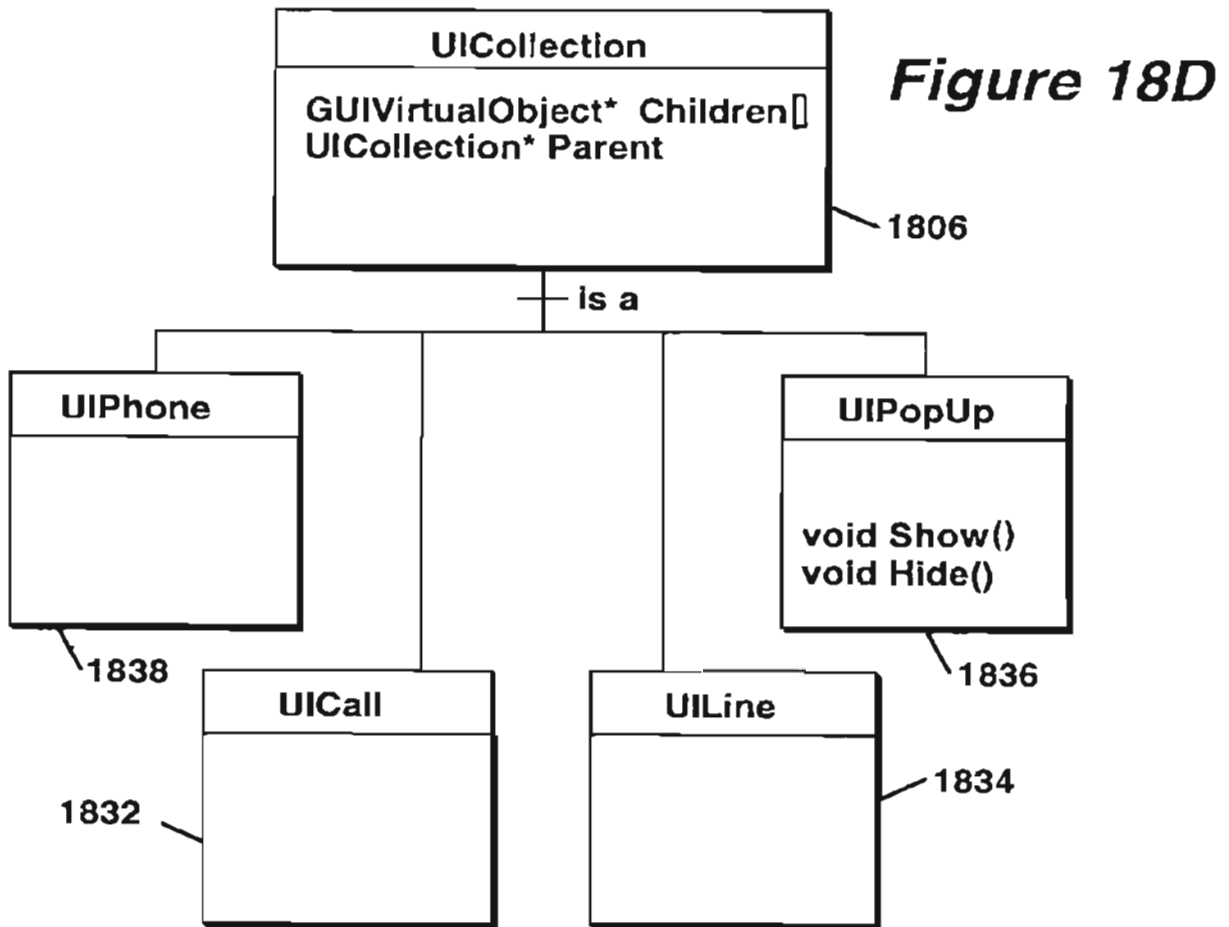 UICollection
Figure 18D
GUIVirtualObject* Children[]
UICollection* Parent
1806
is a
UIPhone
UIPopUp
void Show()
void Hide()
1838
1836
UICall
UILine
1834
1832